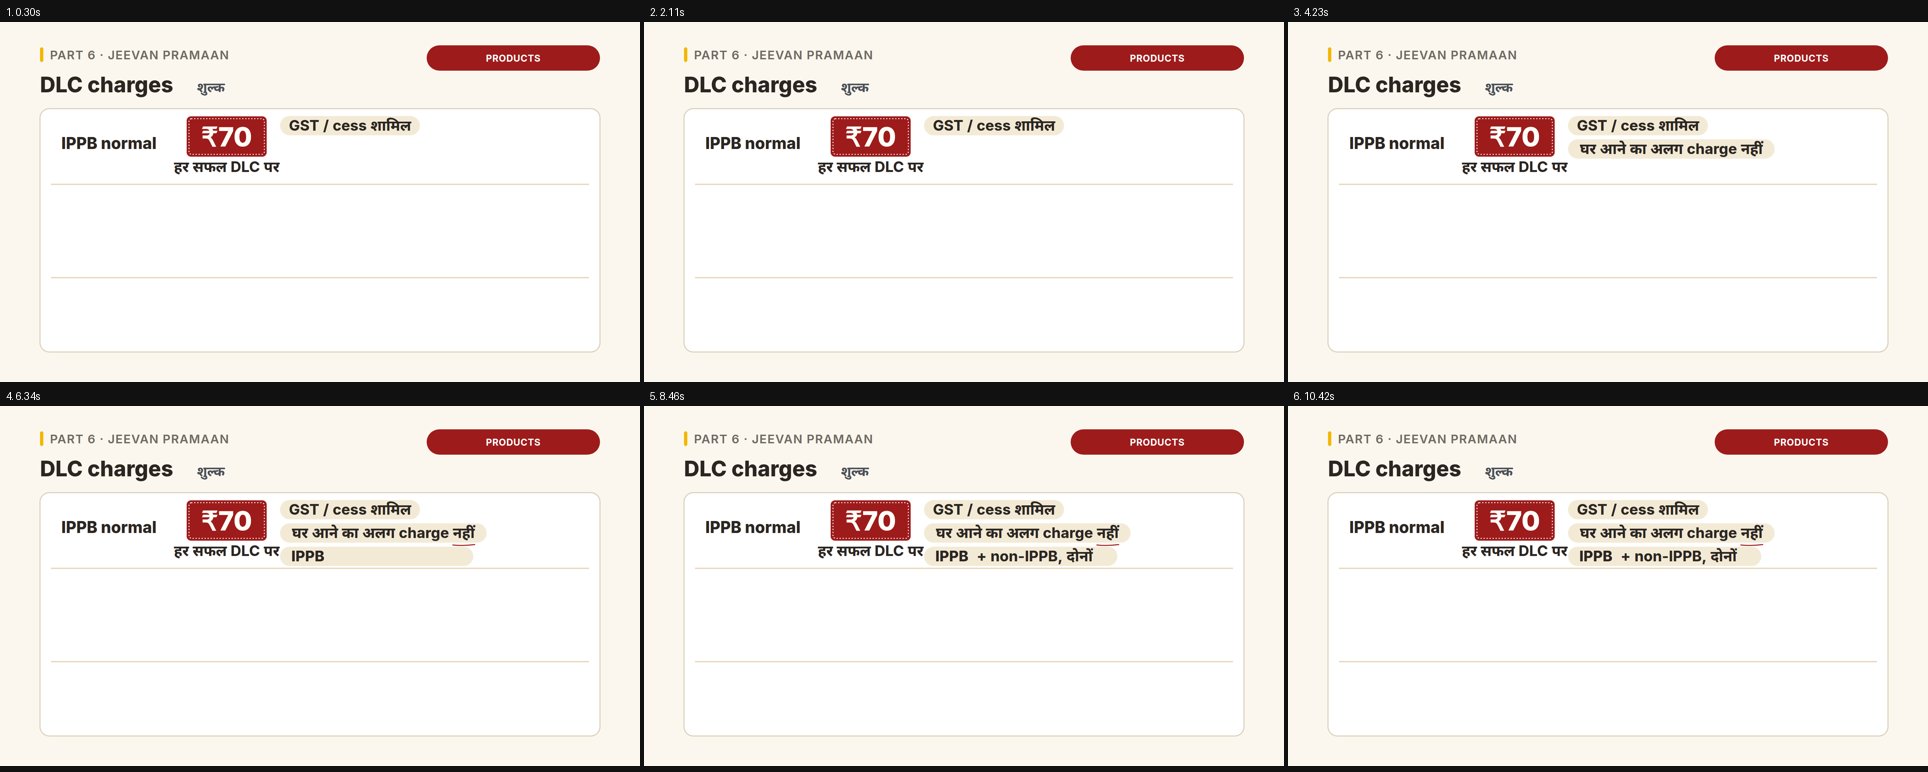 1. 0.30s
PART 6 · JEEVAN PRAMAAN
PRODUCTS
DLC charges शुल्क
IPPB normal
₹70
हर सफल DLC पर
GST / cess शामिल
2. 2.11s
PART 6 · JEEVAN PRAMAAN
PRODUCTS
DLC charges शुल्क
IPPB normal
₹70
हर सफल DLC पर
GST / cess शामिल
3. 4.23s
PART 6 · JEEVAN PRAMAAN
PRODUCTS
DLC charges शुल्क
IPPB normal
₹70
हर सफल DLC पर
GST / cess शामिल
घर आने का अलग charge नहीं
4. 6.34s
PART 6 · JEEVAN PRAMAAN
PRODUCTS
DLC charges शुल्क
IPPB normal
₹70
हर सफल DLC पर
GST / cess शामिल
घर आने का अलग charge नहीं
IPPB
5. 8.46s
PART 6 · JEEVAN PRAMAAN
PRODUCTS
DLC charges शुल्क
IPPB normal
₹70
हर सफल DLC पर
GST / cess शामिल
घर आने का अलग charge नहीं
IPPB + non-IPPB, दोनों
6. 10.42s
PART 6 · JEEVAN PRAMAAN
PRODUCTS
DLC charges शुल्क
IPPB normal
₹70
हर सफल DLC पर
GST / cess शामिल
घर आने का अलग charge नहीं
IPPB + non-IPPB, दोनों